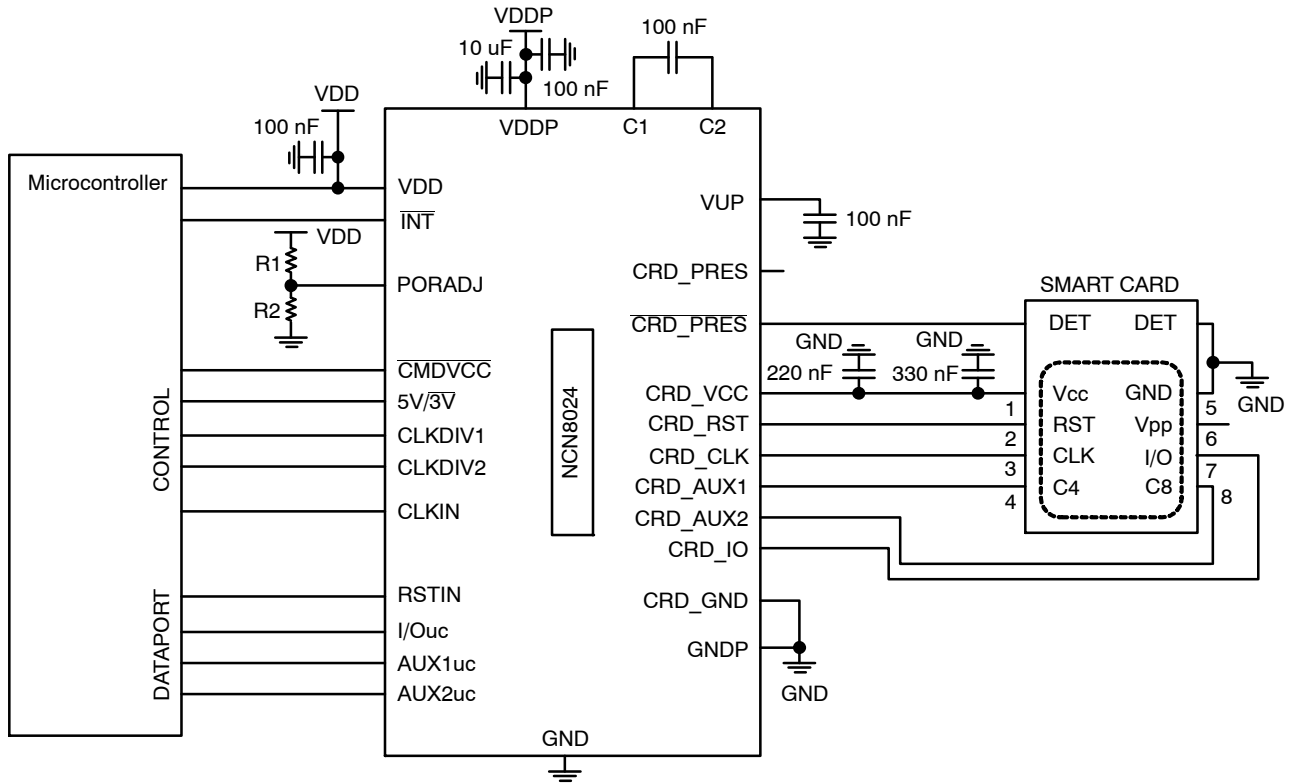 VDDP
10 uF
100 nF
100 nF
VDD
100 nF
VDDP
C1
C2
Microcontroller
VDD
INT
VDD
R1
R2
PORADJ
CONTROL
CMDVCC
5V/3V
CLKDIV1
CLKDIV2
CLKIN
DATAPORT
RSTIN
I/Ouc
AUX1uc
AUX2uc
NCN8024
GND
VUP
100 nF
CRD_PRES
CRD_PRES
CRD_VCC
CRD_RST
CRD_CLK
CRD_AUX1
CRD_AUX2
CRD_IO
CRD_GND
GNDP
GND
GND
220 nF
GND
330 nF
SMART CARD
DET
DET
Vcc
GND
1
RST
Vpp
5
2
CLK
I/O
6
3
C4
C8
7
4
8
GND